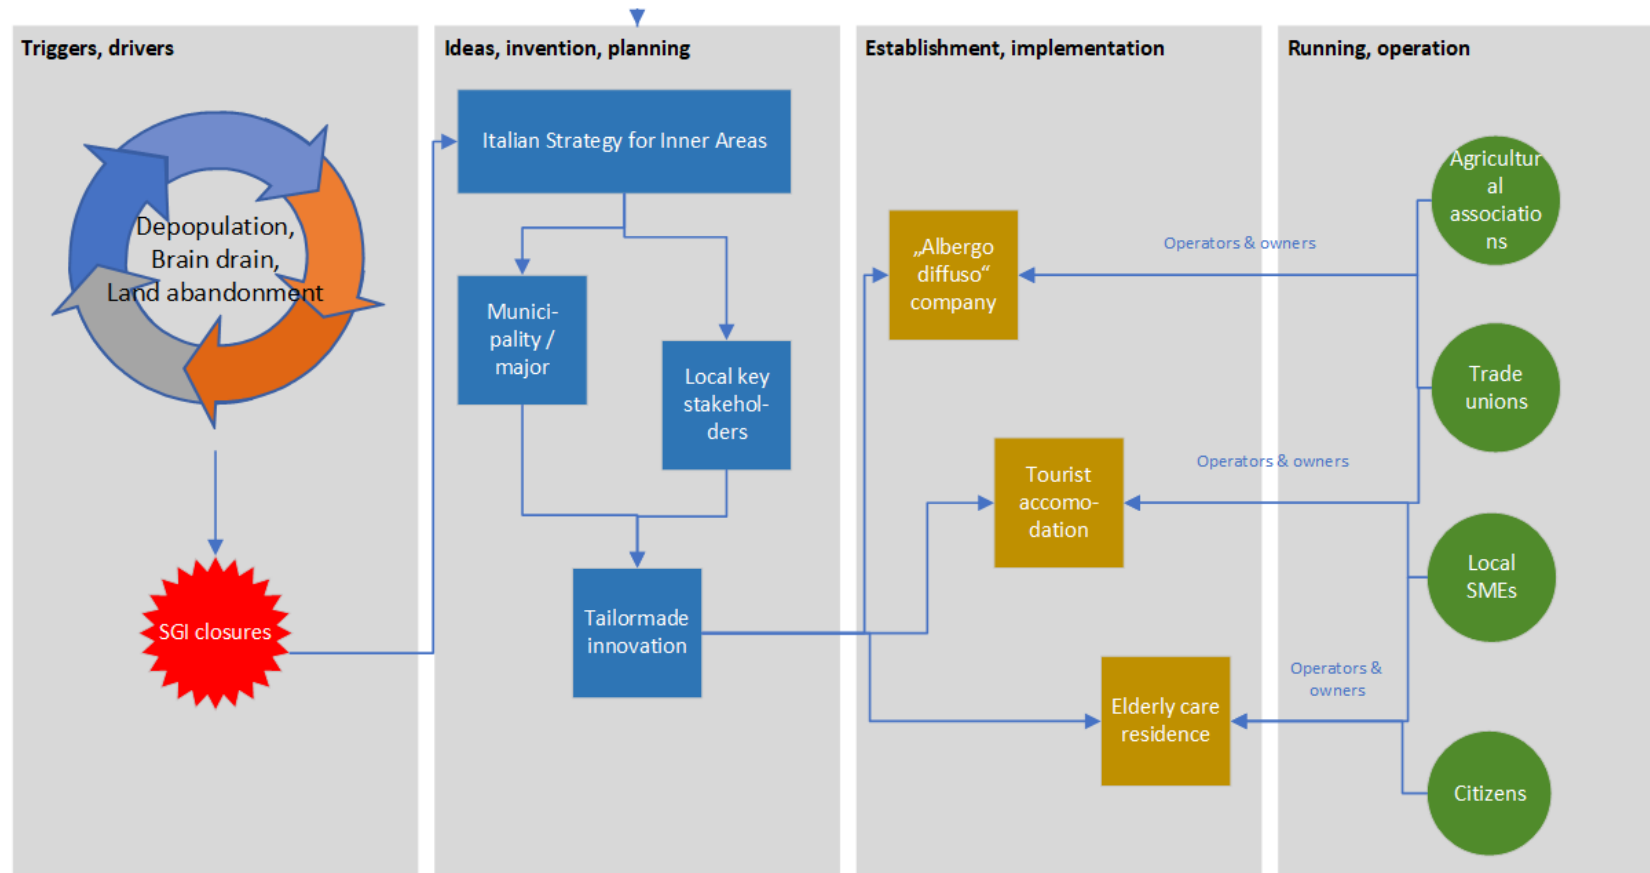 Triggers, drivers
Depopulation,
Brain drain,
Land abandonment
SGI closures
Ideas, invention, planning
Italian Strategy for Inner Areas
Munici-
pality /
major
Local key
stakehol-
ders
Tailormade
innovation
Establishment, implementation
„Albergo
diffuso“
company
Tourist
accomo-
dation
Elderly care
residence
Running, operation
Operators & owners
Operators & owners
Operators &
owners
Agricultur
al
associatio
ns
Trade
unions
Local
SMEs
Citizens